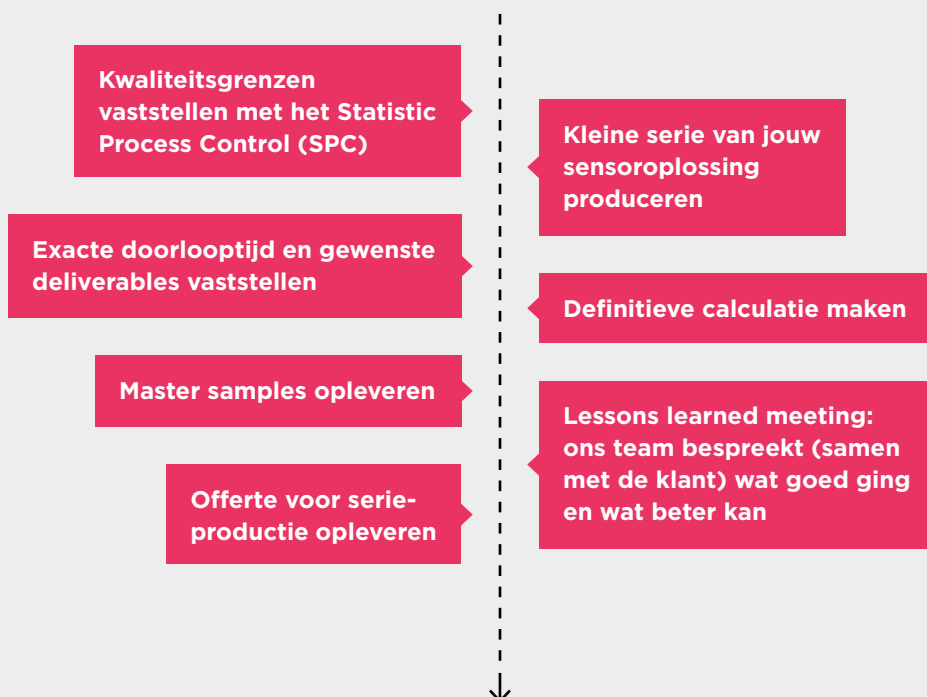 Kwaliteitsgrenzen
vaststellen met het Statistic
Process Control (SPC)
Kleine serie van jouw
sensoroplossing
produceren
Exacte doorlooptijd en gewenste
deliverables vaststellen
Definitieve calculatie maken
Master samples opleveren
Lessons learned meeting:
ons team bespreekt (samen
met de klant) wat goed ging
en wat beter kan
Offerte voor serie-
productie opleveren